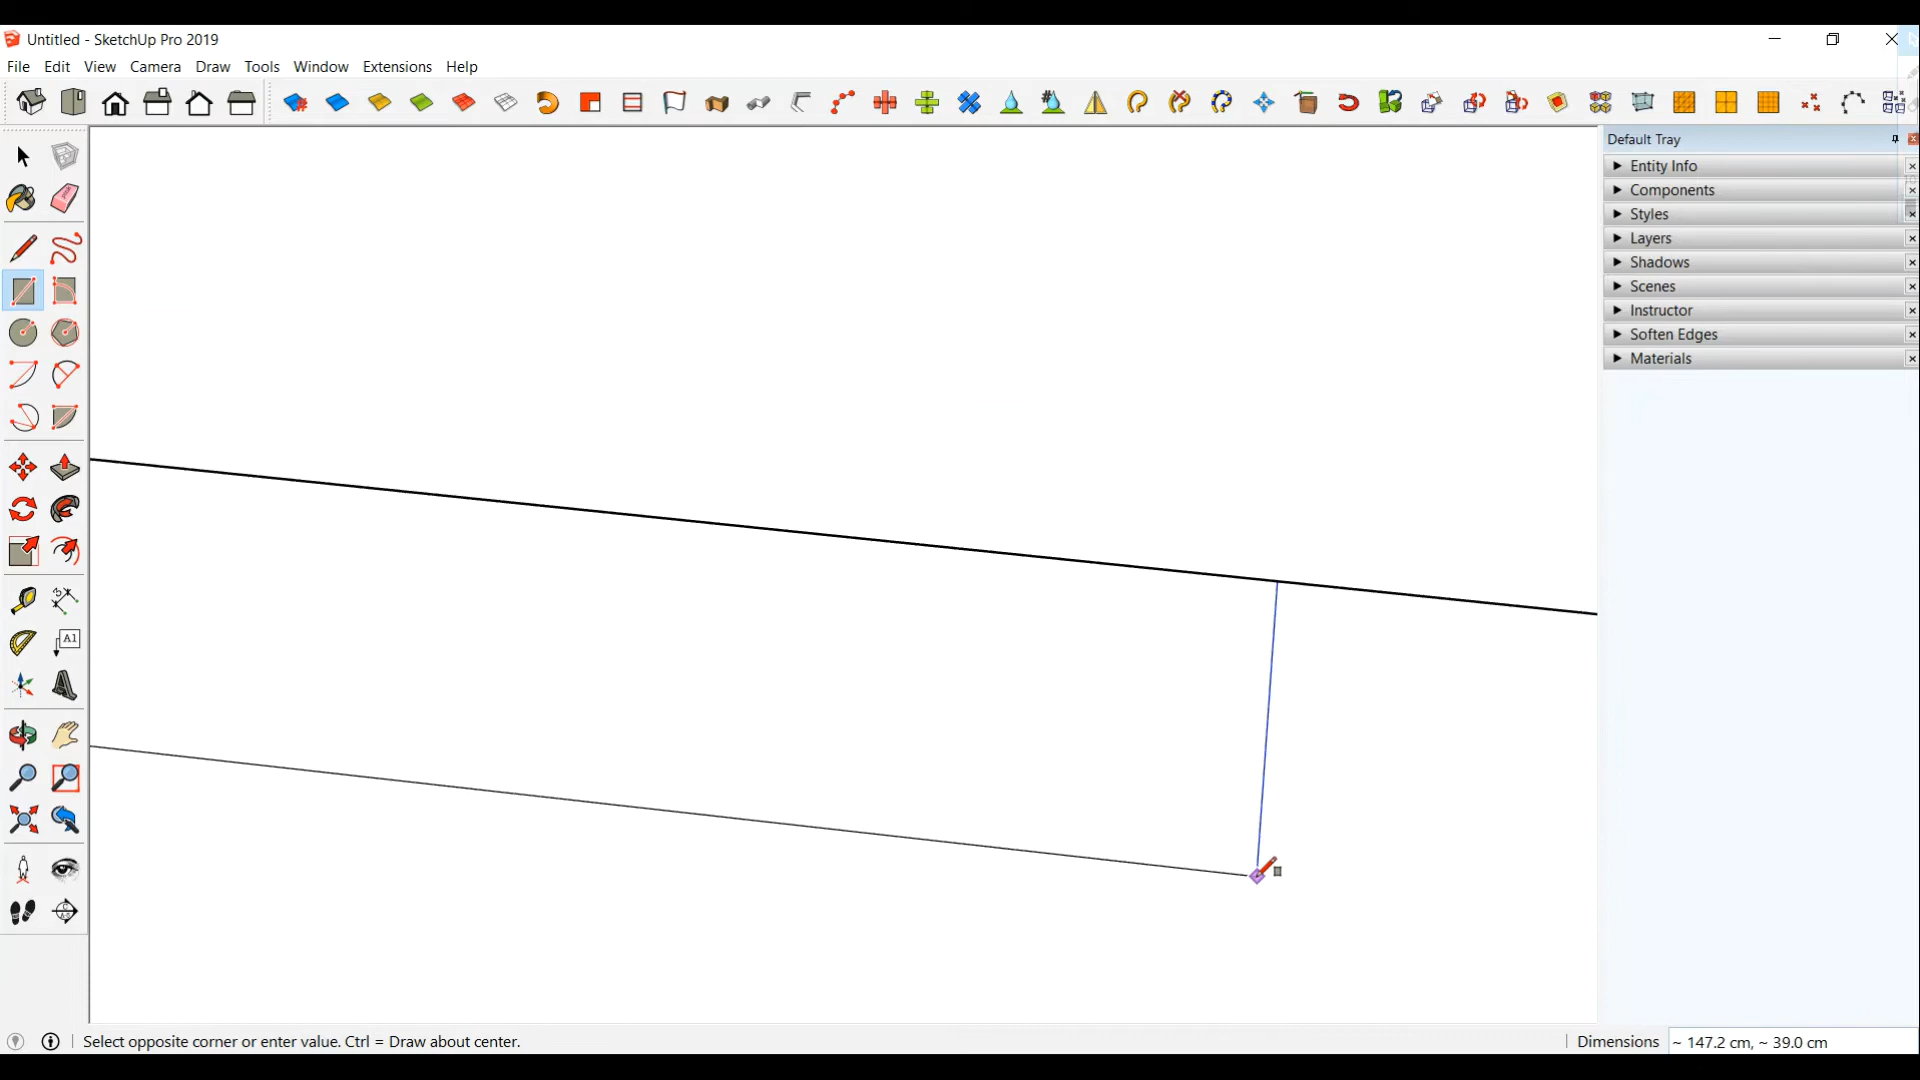 Untitled - SketchUp Pro 2019
File Edit View Camera Draw Tools Window Extensions Help
Default Tray
Entity Info
Components
Styles
Layers
Shadows
Scenes
Instructor
Soften Edges
Materials
A1
Select opposite corner or enter value. Ctrl = Draw about center.
Dimensions ~ 147.2 cm, ~ 39.0 cm